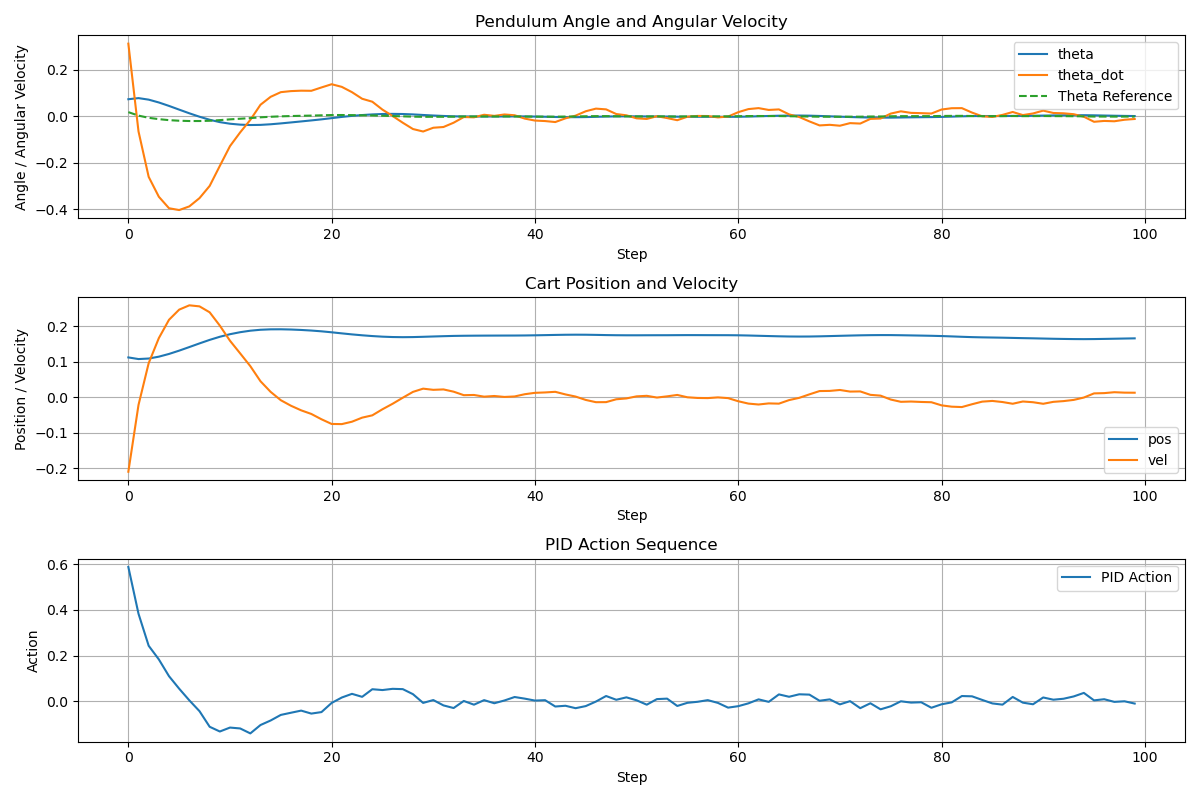 Pendulum Angle and Angular Velocity
Angle / Angular Velocity
0.2
0.0
−0.2
−0.4
theta
theta_dot
Theta Reference
0 20 40 60 80 100
Step
Cart Position and Velocity
Position / Velocity
0.2
0.1
0.0
−0.1
−0.2
pos
vel
0 20 40 60 80 100
Step
PID Action Sequence
Action
0.6
0.4
0.2
0.0
PID Action
0 20 40 60 80 100
Step